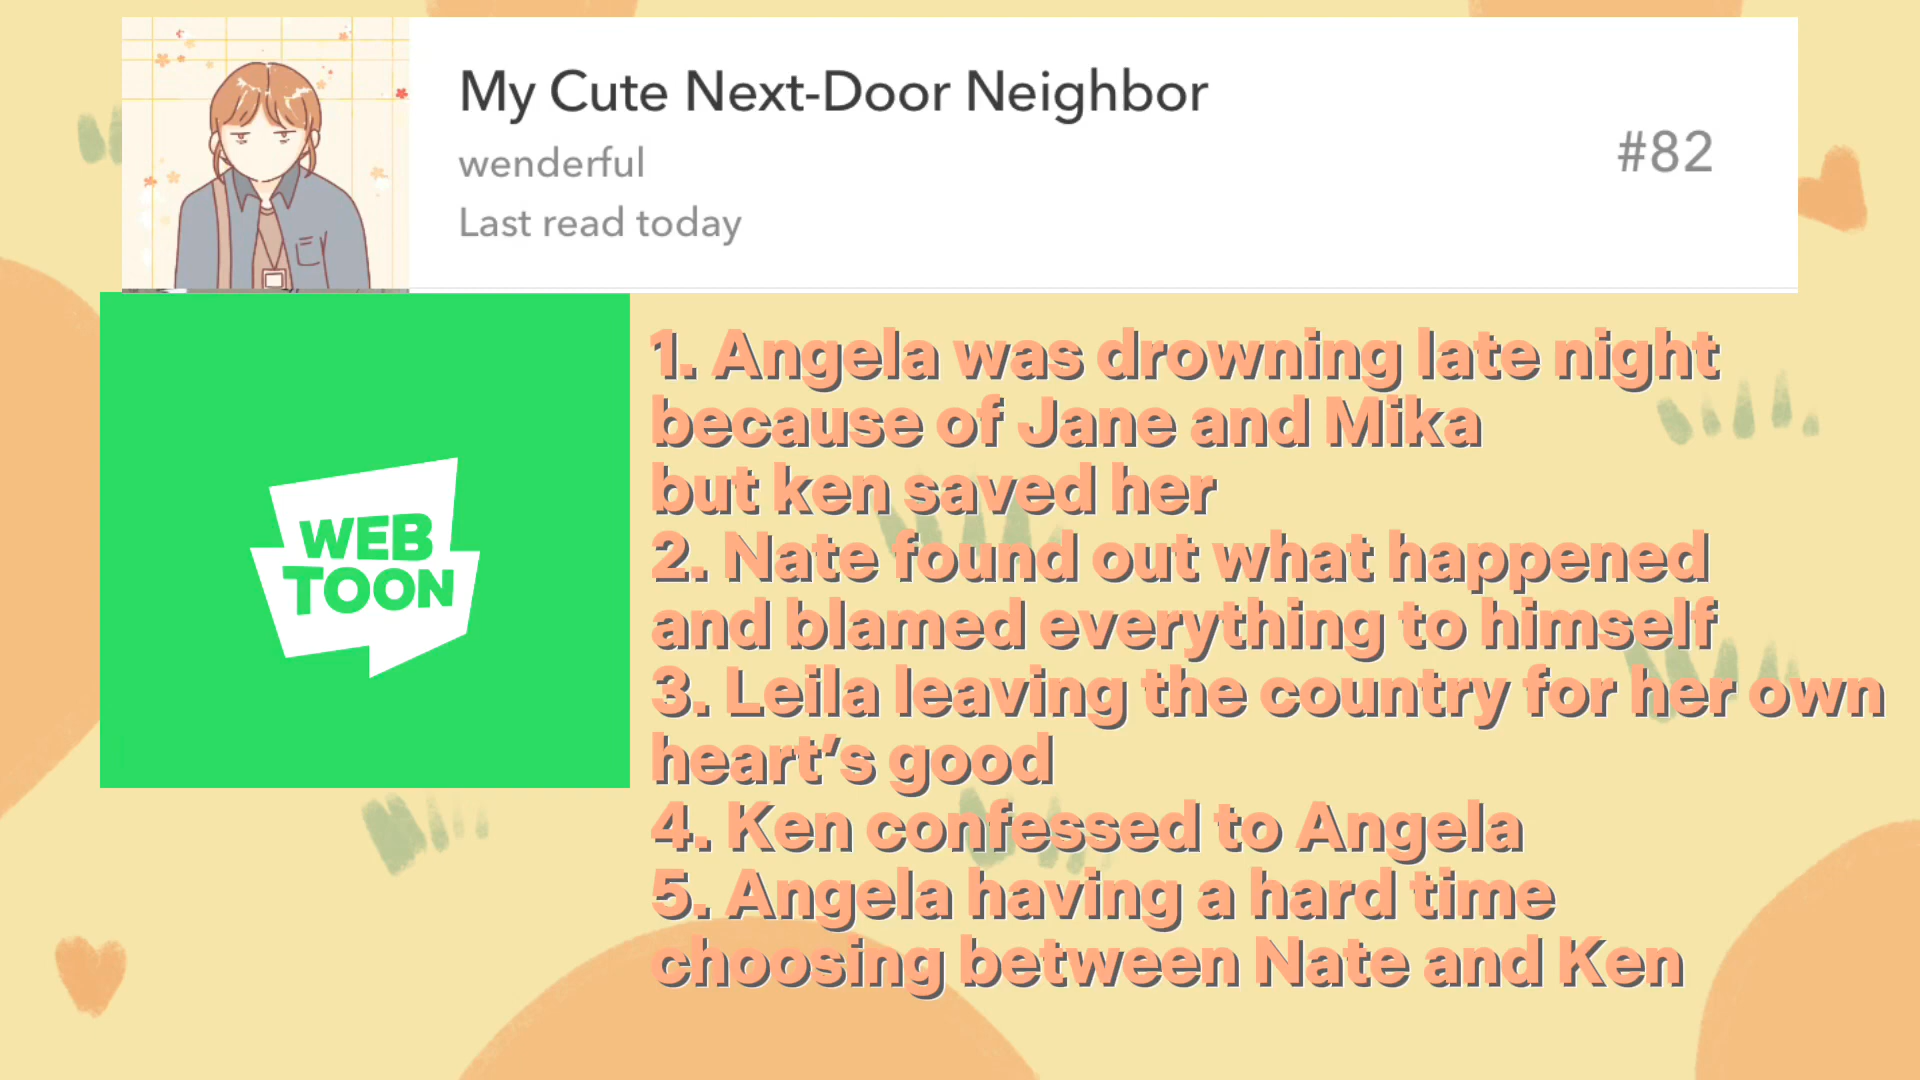 My Cute Next-Door Neighbor
wenderful
Last read today
#82
WEB
TOON
1. Angela was drowning late night
because of Jane and Mika
but ken saved her
2. Nate found out what happened
and blamed everything to himself
3. Leila leaving the country for her own
heart’s good
4. Ken confessed to Angela
5. Angela having a hard time
choosing between Nate and Ken